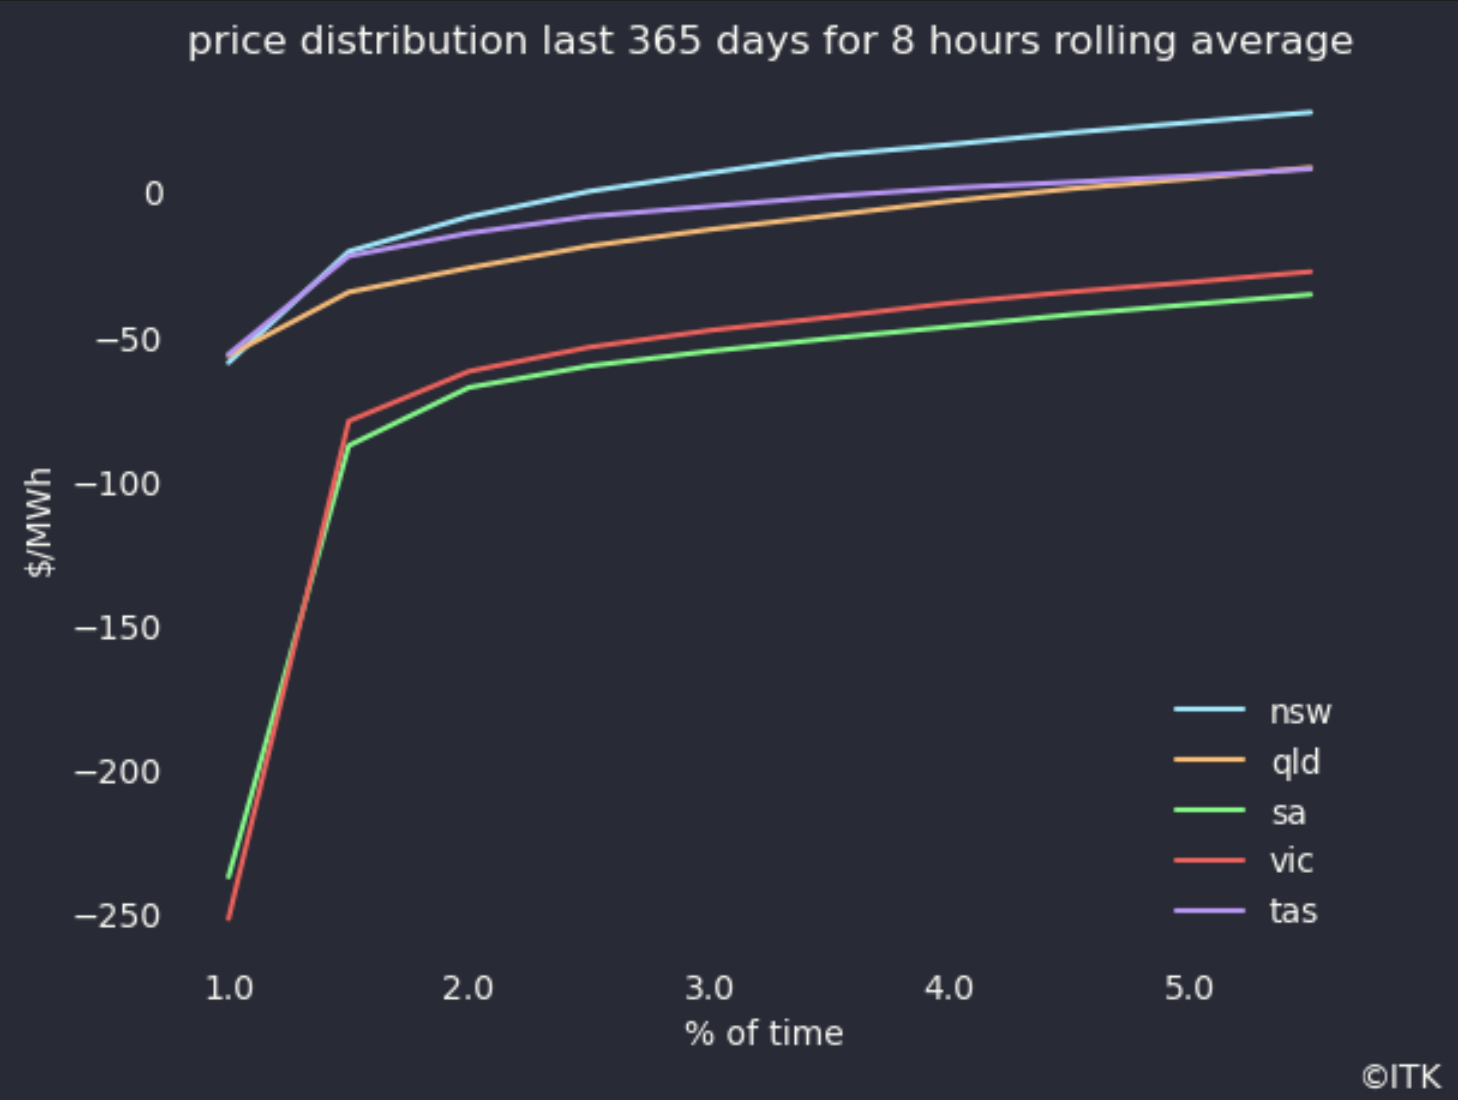 price distribution last 365 days for 8 hours rolling average
0
−50
−100
−150
−200
−250
$/MWh
nsw
qld
sa
vic
tas
1.0 2.0 3.0 4.0 5.0
% of time
©ITK